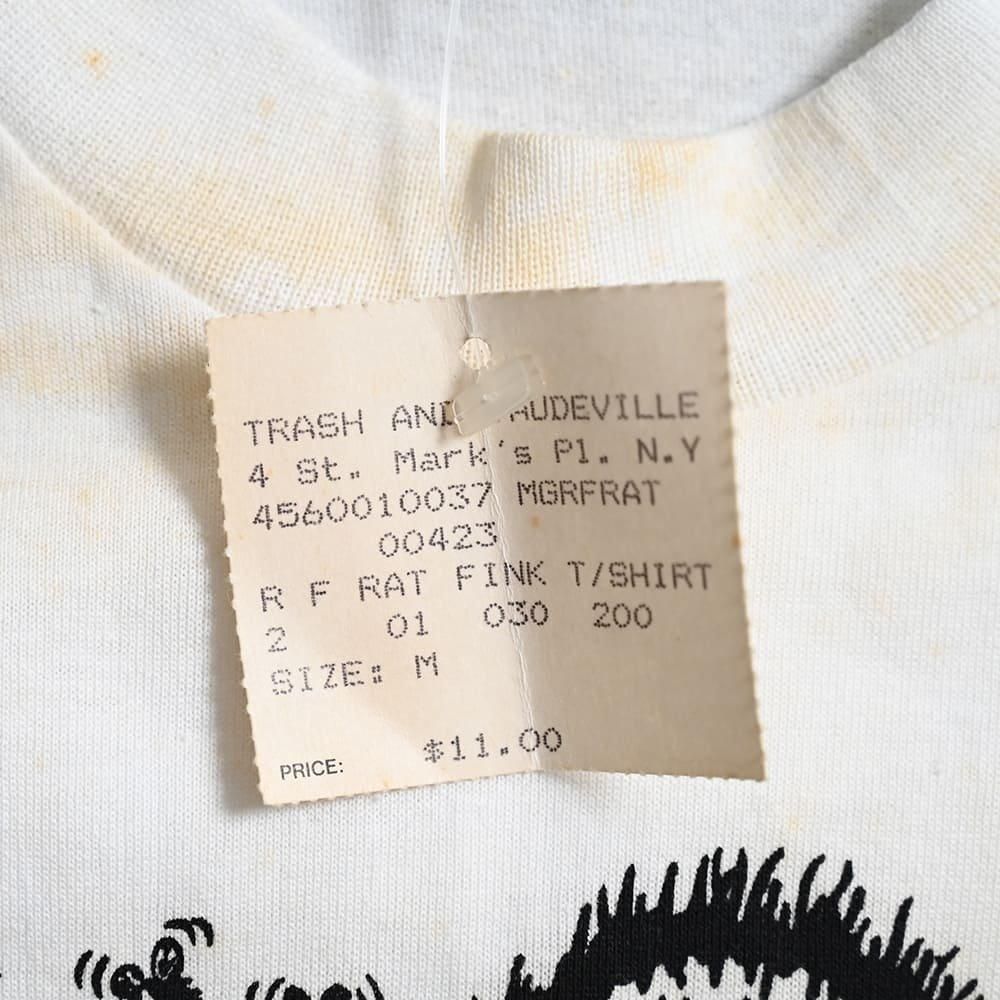 TRASH AND VAUDEVILLE
4 St. Mark's Pl. N.Y
4560010037 MGRFRAT
00423
R F RAT FINK T/SHIRT
2 01 030 200
SIZE: M
PRICE: $11.00